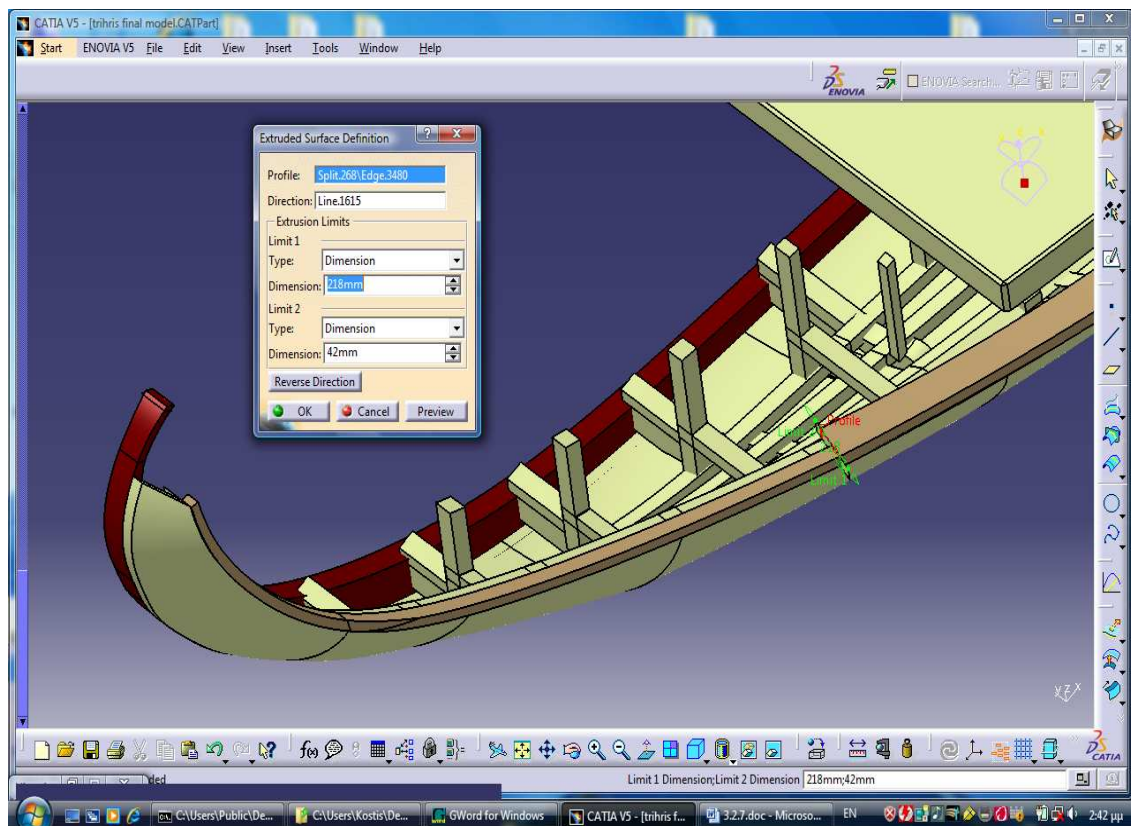 CATIA V5 - [trihris final model.CATPart]
Start ENOVIA V5 File Edit View Insert Tools Window Help
ENOVIA
ENOVIA Search...
Extruded Surface Definition
Profile: Split.268\Edge.3480
Direction: Line.1615
Extrusion Limits
Limit 1
Type: Dimension
Dimension: 218mm
Limit 2
Type: Dimension
Dimension: 42mm
Reverse Direction
OK Cancel Preview
Profile
Limit 1
f(x)
CATIA
ded
Limit 1 Dimension;Limit 2 Dimension 218mm;42mm
C:\Users\Public\De...
C:\Users\Kostis\De...
GWord for Windows
CATIA V5 - [trihris f...
3.2.7.doc - Microso...
EN
2:42 μμ